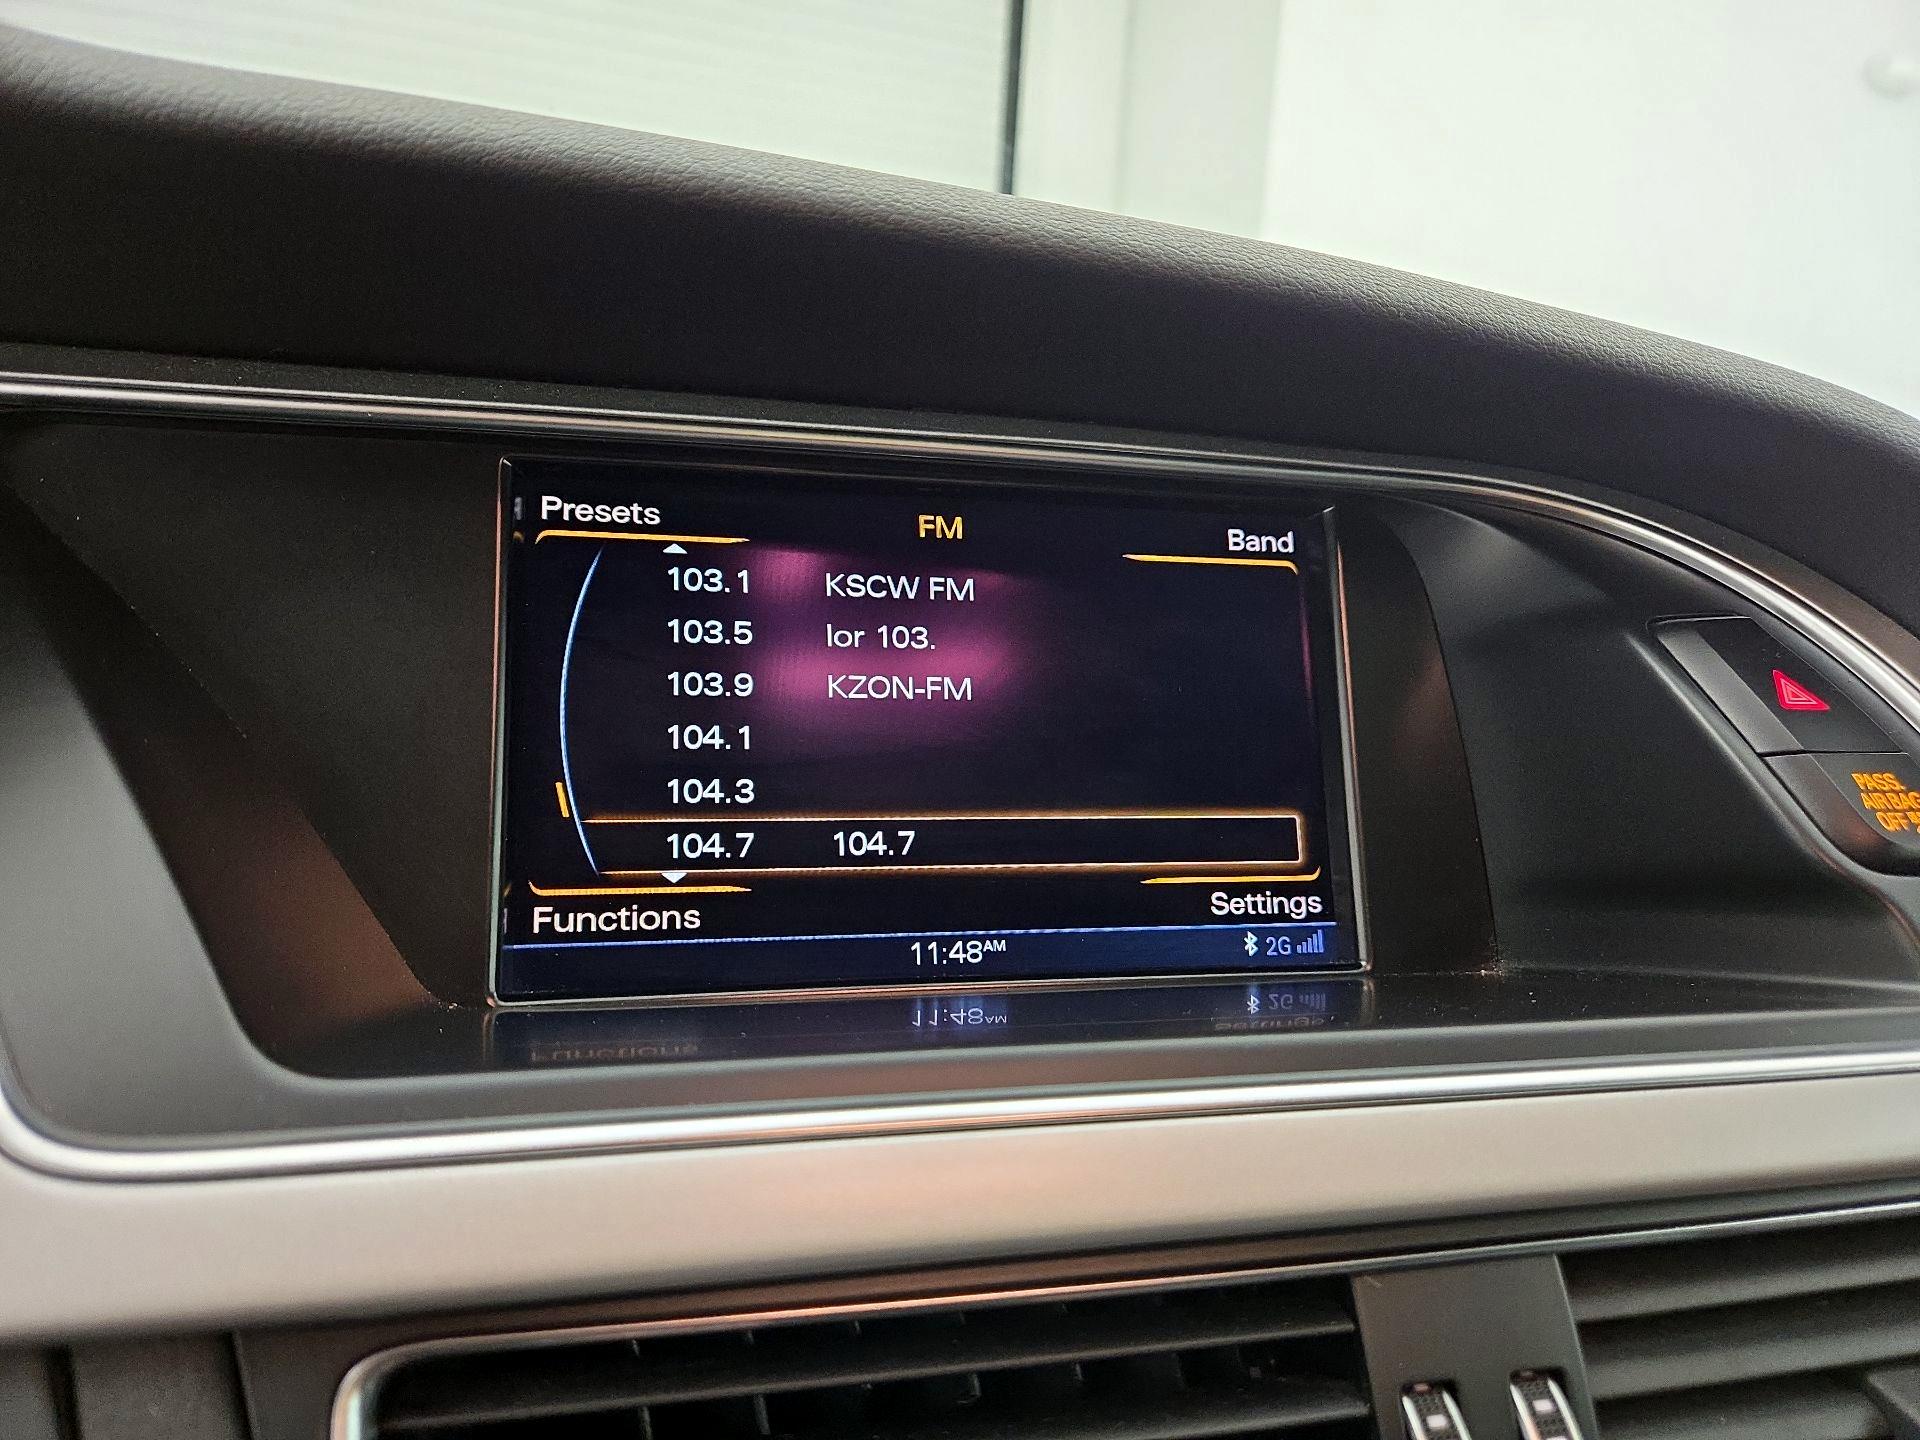 Presets FM Band
103.1 KSCW FM
103.5 lor 103.
103.9 KZON-FM
104.1
104.3
104.7 104.7
Functions Settings
11:48AM 2G
PASS.
AIRBAG
OFF